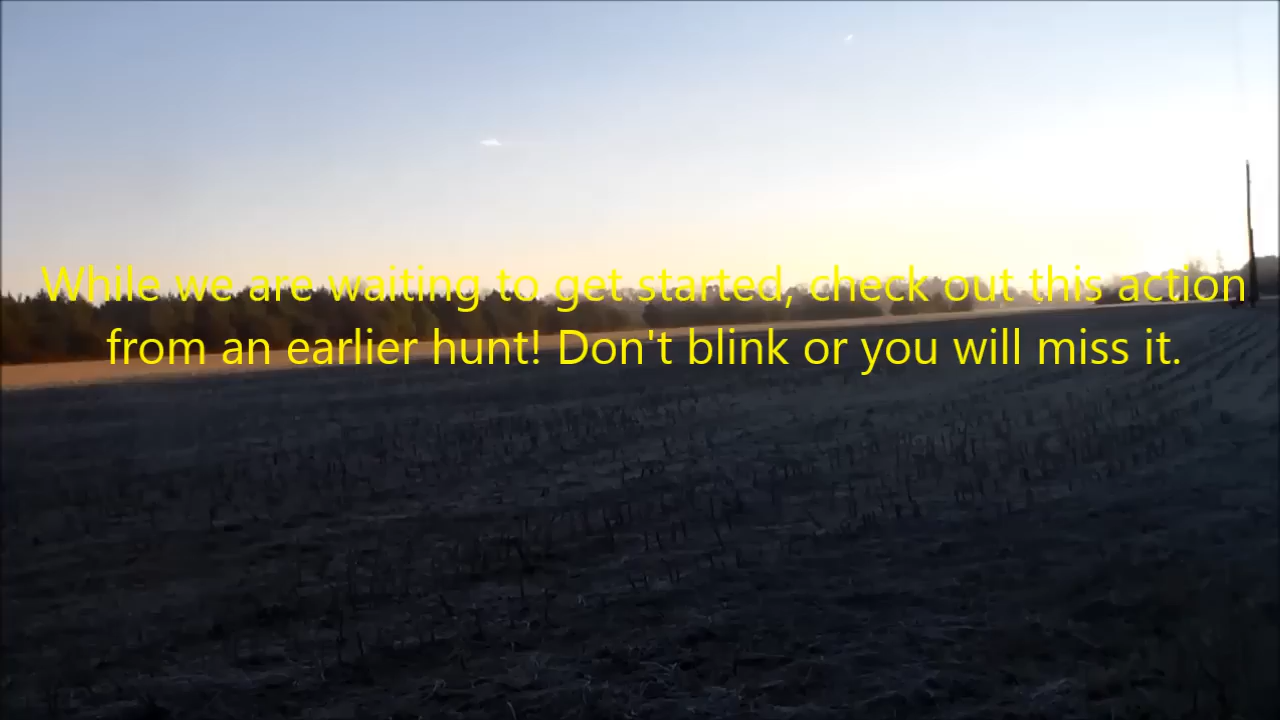 While we are waiting to get started, check out this action
from an earlier hunt! Don't blink or you will miss it.